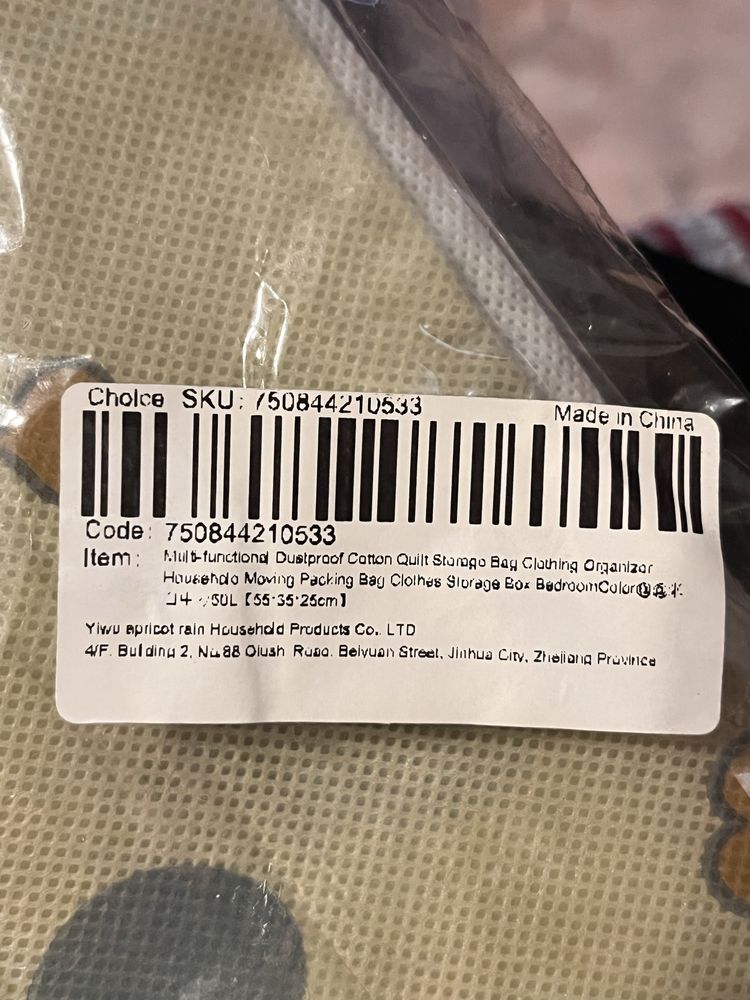 Choice SKU: 750844210533
Made in China
Code: 750844210533
Item: Multi-functional Dustproof Cotton Quilt Storage Bag Clothing Organizer
Household Moving Packing Bag Clothes Storage Box BedroomColor
50L【55*35*25cm】
Yiwu apricot rain Household Products Co., LTD
4/F, Building 2, No.88 Qiushi Road, Beiyuan Street, Jinhua City, Zhejiang Province